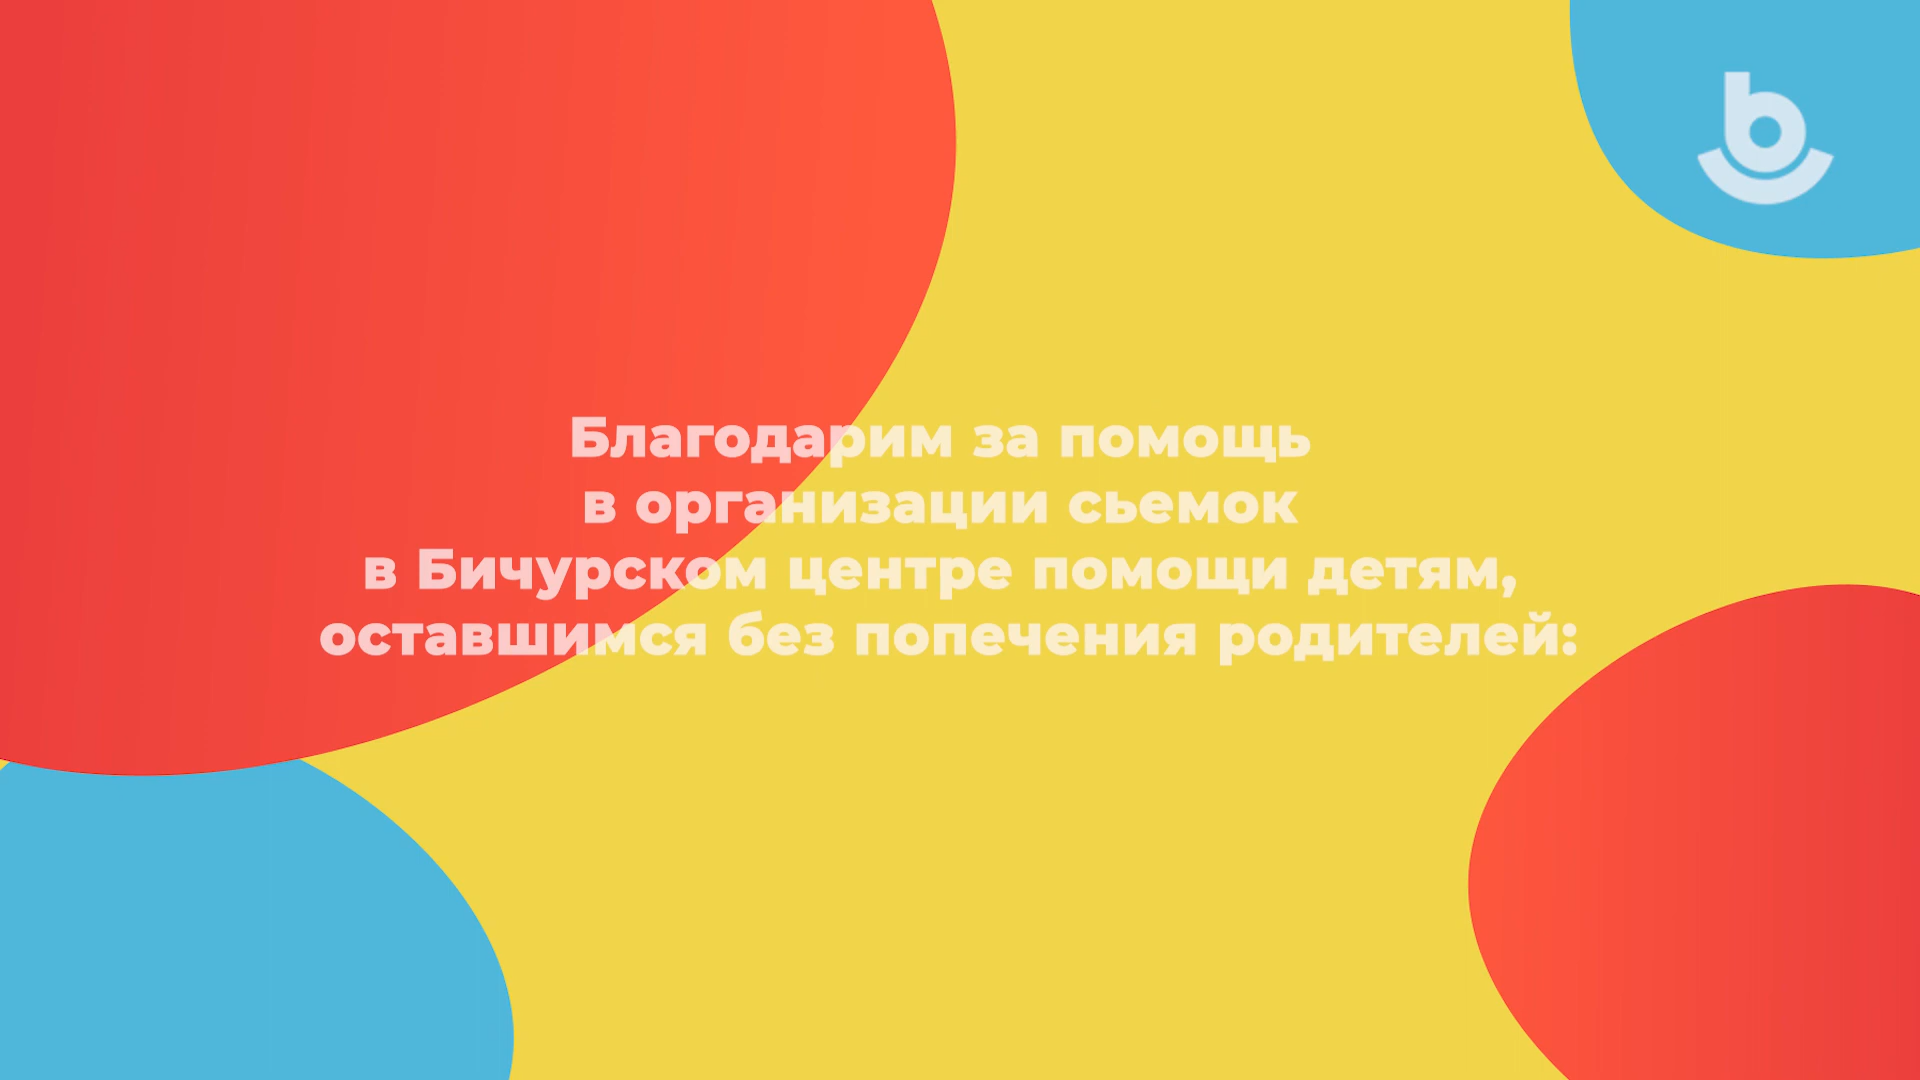 b
Благодарим за помощь
в организации сьемок
в Бичурском центре помощи детям,
оставшимся без попечения родителей: